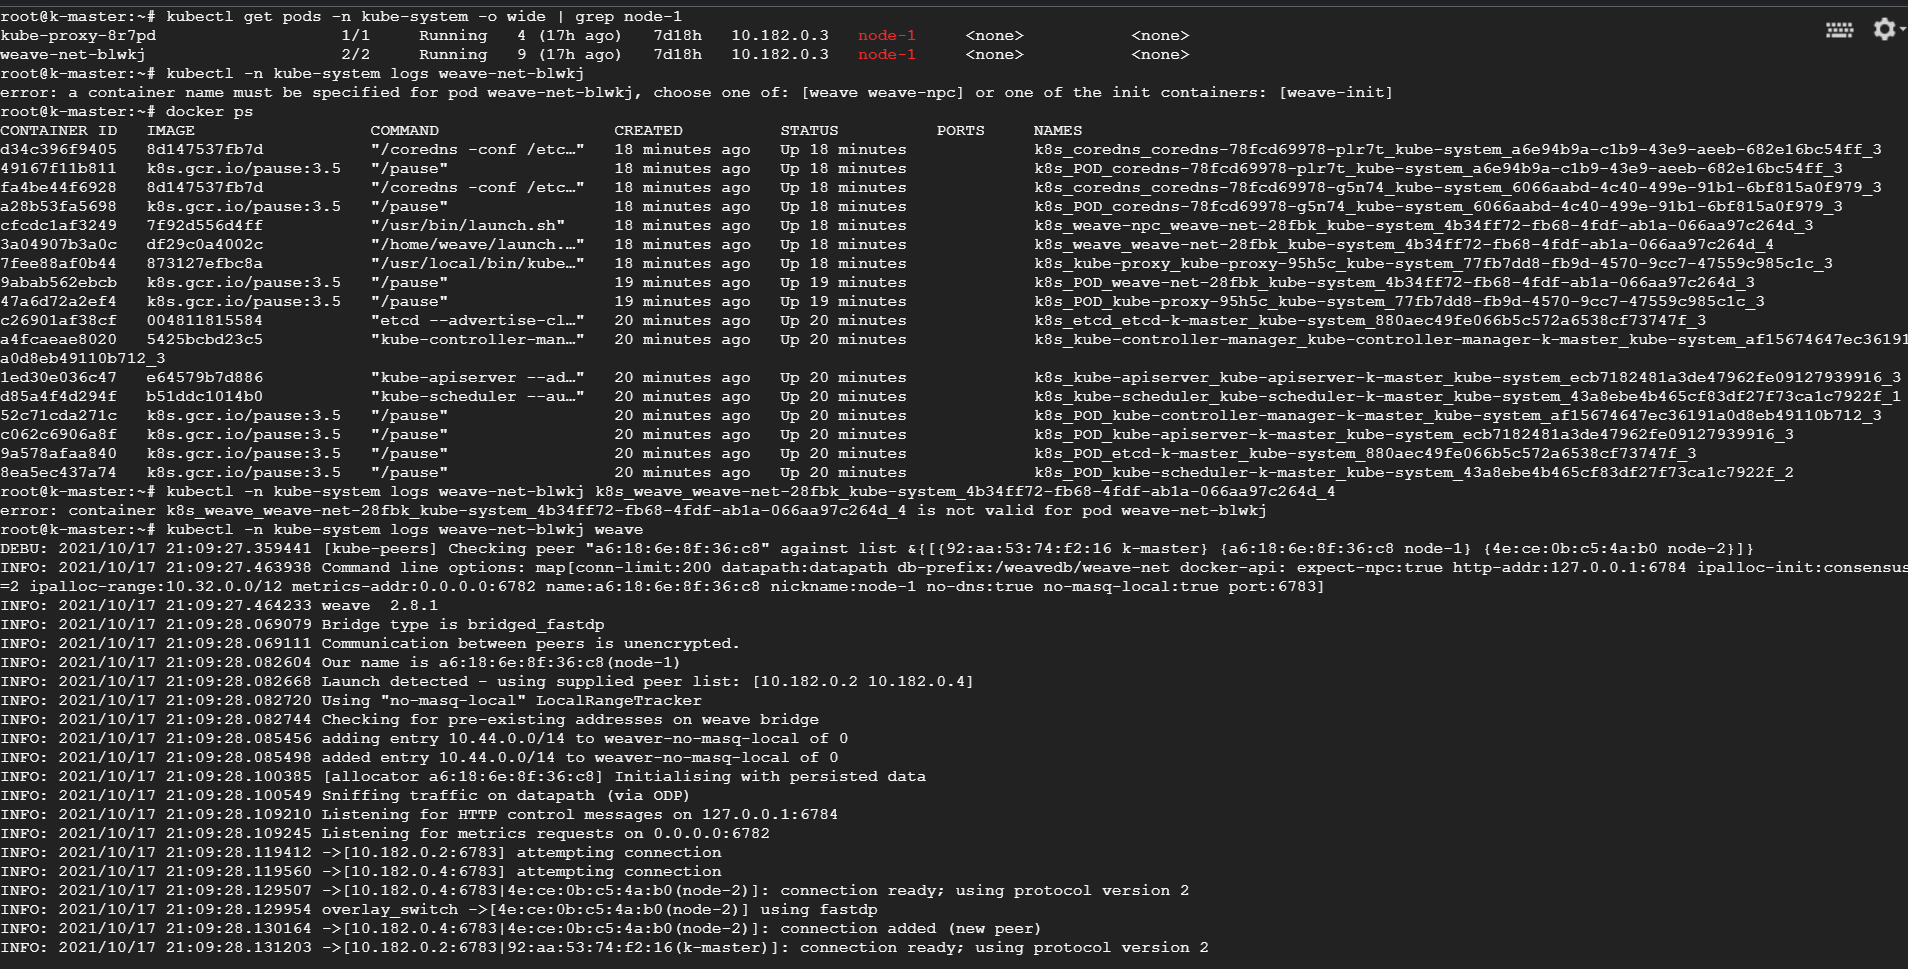 root@k-master:~# kubectl get pods -n kube-system -o wide | grep node-1
kube-proxy-8r7pd 1/1 Running 4 (17h ago) 7d18h 10.182.0.3 node-1 <none> <none>
weave-net-blwkj 2/2 Running 9 (17h ago) 7d18h 10.182.0.3 node-1 <none> <none>
root@k-master:~# kubectl -n kube-system logs weave-net-blwkj
error: a container name must be specified for pod weave-net-blwkj, choose one of: [weave weave-npc] or one of the init containers: [weave-init]
root@k-master:~# docker ps
CONTAINER ID IMAGE COMMAND CREATED STATUS PORTS NAMES
d34c396f9405 8d147537fb7d "/coredns -conf /etc…" 18 minutes ago Up 18 minutes k8s_coredns_coredns-78fcd69978-plr7t_kube-system_a6e94b9a-c1b9-43e9-aeeb-682e16bc54ff_3
49167f11b811 k8s.gcr.io/pause:3.5 "/pause" 18 minutes ago Up 18 minutes k8s_POD_coredns-78fcd69978-plr7t_kube-system_a6e94b9a-c1b9-43e9-aeeb-682e16bc54ff_3
fa4be44f6928 8d147537fb7d "/coredns -conf /etc…" 18 minutes ago Up 18 minutes k8s_coredns_coredns-78fcd69978-g5n74_kube-system_6066aabd-4c40-499e-91b1-6bf815a0f979_3
a28b53fa5698 k8s.gcr.io/pause:3.5 "/pause" 18 minutes ago Up 18 minutes k8s_POD_coredns-78fcd69978-g5n74_kube-system_6066aabd-4c40-499e-91b1-6bf815a0f979_3
cfcdc1af3249 7f92d556d4ff "/usr/bin/launch.sh" 18 minutes ago Up 18 minutes k8s_weave-npc_weave-net-28fbk_kube-system_4b34ff72-fb68-4fdf-ab1a-066aa97c264d_3
3a04907b3a0c df29c0a4002c "/home/weave/launch.…" 18 minutes ago Up 18 minutes k8s_weave_weave-net-28fbk_kube-system_4b34ff72-fb68-4fdf-ab1a-066aa97c264d_4
7fee88af0b44 873127efbc8a "/usr/local/bin/kube…" 18 minutes ago Up 18 minutes k8s_kube-proxy_kube-proxy-95h5c_kube-system_77fb7dd8-fb9d-4570-9cc7-47559c985c1c_3
9abab562ebcb k8s.gcr.io/pause:3.5 "/pause" 19 minutes ago Up 19 minutes k8s_POD_weave-net-28fbk_kube-system_4b34ff72-fb68-4fdf-ab1a-066aa97c264d_3
47a6d72a2ef4 k8s.gcr.io/pause:3.5 "/pause" 19 minutes ago Up 19 minutes k8s_POD_kube-proxy-95h5c_kube-system_77fb7dd8-fb9d-4570-9cc7-47559c985c1c_3
c26901af38cf 004811815584 "etcd --advertise-cl…" 20 minutes ago Up 20 minutes k8s_etcd_etcd-k-master_kube-system_880aec49fe066b5c572a6538cf73747f_3
a4fcaeae8020 5425bcbd23c5 "kube-controller-man…" 20 minutes ago Up 20 minutes k8s_kube-controller-manager_kube-controller-manager-k-master_kube-system_af15674647ec36191
a0d8eb49110b712_3
1ed30e036c47 e64579b7d886 "kube-apiserver --ad…" 20 minutes ago Up 20 minutes k8s_kube-apiserver_kube-apiserver-k-master_kube-system_ecb7182481a3de47962fe09127939916_3
d85a4f4d294f b51ddc1014b0 "kube-scheduler --au…" 20 minutes ago Up 20 minutes k8s_kube-scheduler_kube-scheduler-k-master_kube-system_43a8ebe4b465cf83df27f73ca1c7922f_1
52c71cda271c k8s.gcr.io/pause:3.5 "/pause" 20 minutes ago Up 20 minutes k8s_POD_kube-controller-manager-k-master_kube-system_af15674647ec36191a0d8eb49110b712_3
c062c6906a8f k8s.gcr.io/pause:3.5 "/pause" 20 minutes ago Up 20 minutes k8s_POD_kube-apiserver-k-master_kube-system_ecb7182481a3de47962fe09127939916_3
9a578afaa840 k8s.gcr.io/pause:3.5 "/pause" 20 minutes ago Up 20 minutes k8s_POD_etcd-k-master_kube-system_880aec49fe066b5c572a6538cf73747f_3
8ea5ec437a74 k8s.gcr.io/pause:3.5 "/pause" 20 minutes ago Up 20 minutes k8s_POD_kube-scheduler-k-master_kube-system_43a8ebe4b465cf83df27f73ca1c7922f_2
root@k-master:~# kubectl -n kube-system logs weave-net-blwkj k8s_weave_weave-net-28fbk_kube-system_4b34ff72-fb68-4fdf-ab1a-066aa97c264d_4
error: container k8s_weave_weave-net-28fbk_kube-system_4b34ff72-fb68-4fdf-ab1a-066aa97c264d_4 is not valid for pod weave-net-blwkj
root@k-master:~# kubectl -n kube-system logs weave-net-blwkj weave
DEBU: 2021/10/17 21:09:27.359441 [kube-peers] Checking peer "a6:18:6e:8f:36:c8" against list &{[{92:aa:53:74:f2:16 k-master} {a6:18:6e:8f:36:c8 node-1} {4e:ce:0b:c5:4a:b0 node-2}]}
INFO: 2021/10/17 21:09:27.463938 Command line options: map[conn-limit:200 datapath:datapath db-prefix:/weavedb/weave-net docker-api: expect-npc:true http-addr:127.0.0.1:6784 ipalloc-init:consensus
=2 ipalloc-range:10.32.0.0/12 metrics-addr:0.0.0.0:6782 name:a6:18:6e:8f:36:c8 nickname:node-1 no-dns:true no-masq-local:true port:6783]
INFO: 2021/10/17 21:09:27.464233 weave  2.8.1
INFO: 2021/10/17 21:09:28.069079 Bridge type is bridged_fastdp
INFO: 2021/10/17 21:09:28.069111 Communication between peers is unencrypted.
INFO: 2021/10/17 21:09:28.082604 Our name is a6:18:6e:8f:36:c8(node-1)
INFO: 2021/10/17 21:09:28.082668 Launch detected - using supplied peer list: [10.182.0.2 10.182.0.4]
INFO: 2021/10/17 21:09:28.082720 Using "no-masq-local" LocalRangeTracker
INFO: 2021/10/17 21:09:28.082744 Checking for pre-existing addresses on weave bridge
INFO: 2021/10/17 21:09:28.085456 adding entry 10.44.0.0/14 to weaver-no-masq-local of 0
INFO: 2021/10/17 21:09:28.085498 added entry 10.44.0.0/14 to weaver-no-masq-local of 0
INFO: 2021/10/17 21:09:28.100385 [allocator a6:18:6e:8f:36:c8] Initialising with persisted data
INFO: 2021/10/17 21:09:28.100549 Sniffing traffic on datapath (via ODP)
INFO: 2021/10/17 21:09:28.109210 Listening for HTTP control messages on 127.0.0.1:6784
INFO: 2021/10/17 21:09:28.109245 Listening for metrics requests on 0.0.0.0:6782
INFO: 2021/10/17 21:09:28.119412 ->[10.182.0.2:6783] attempting connection
INFO: 2021/10/17 21:09:28.119560 ->[10.182.0.4:6783] attempting connection
INFO: 2021/10/17 21:09:28.129507 ->[10.182.0.4:6783|4e:ce:0b:c5:4a:b0(node-2)]: connection ready; using protocol version 2
INFO: 2021/10/17 21:09:28.129954 overlay_switch ->[4e:ce:0b:c5:4a:b0(node-2)] using fastdp
INFO: 2021/10/17 21:09:28.130164 ->[10.182.0.4:6783|4e:ce:0b:c5:4a:b0(node-2)]: connection added (new peer)
INFO: 2021/10/17 21:09:28.131203 ->[10.182.0.2:6783|92:aa:53:74:f2:16(k-master)]: connection ready; using protocol version 2